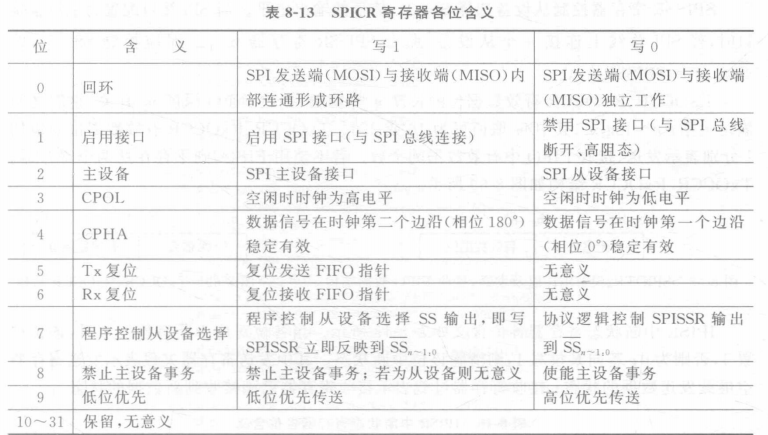 表 8-13 SPICR 寄存器各位含义
位 含义 写 1 写 0
0 回环 SPI 发送端(MOSI)与接收端(MISO)内部连通形成环路 SPI 发送端(MOSI)与接收端(MISO)独立工作
1 启用接口 启用 SPI 接口(与 SPI 总线连接) 禁用 SPI 接口(与 SPI 总线断开、高阻态)
2 主设备 SPI 主设备接口 SPI 从设备接口
3 CPOL 空闲时时钟为高电平 空闲时时钟为低电平
4 CPHA 数据信号在时钟第二个边沿(相位 180°)稳定有效 数据信号在时钟第一个边沿(相位 0°)稳定有效
5 Tx 复位 复位发送 FIFO 指针 无意义
6 Rx 复位 复位接收 FIFO 指针 无意义
7 程序控制从设备选择 程序控制从设备选择 SS 输出,即写 SPISSR 立即反映到 SS̅n~1:0 协议逻辑控制 SPISSR 输出到 SS̅n~1:0
8 禁止主设备事务 禁止主设备事务;若为从设备则无意义 使能主设备事务
9 低位优先 低位优先传送 高位优先传送
10~31 保留,无意义